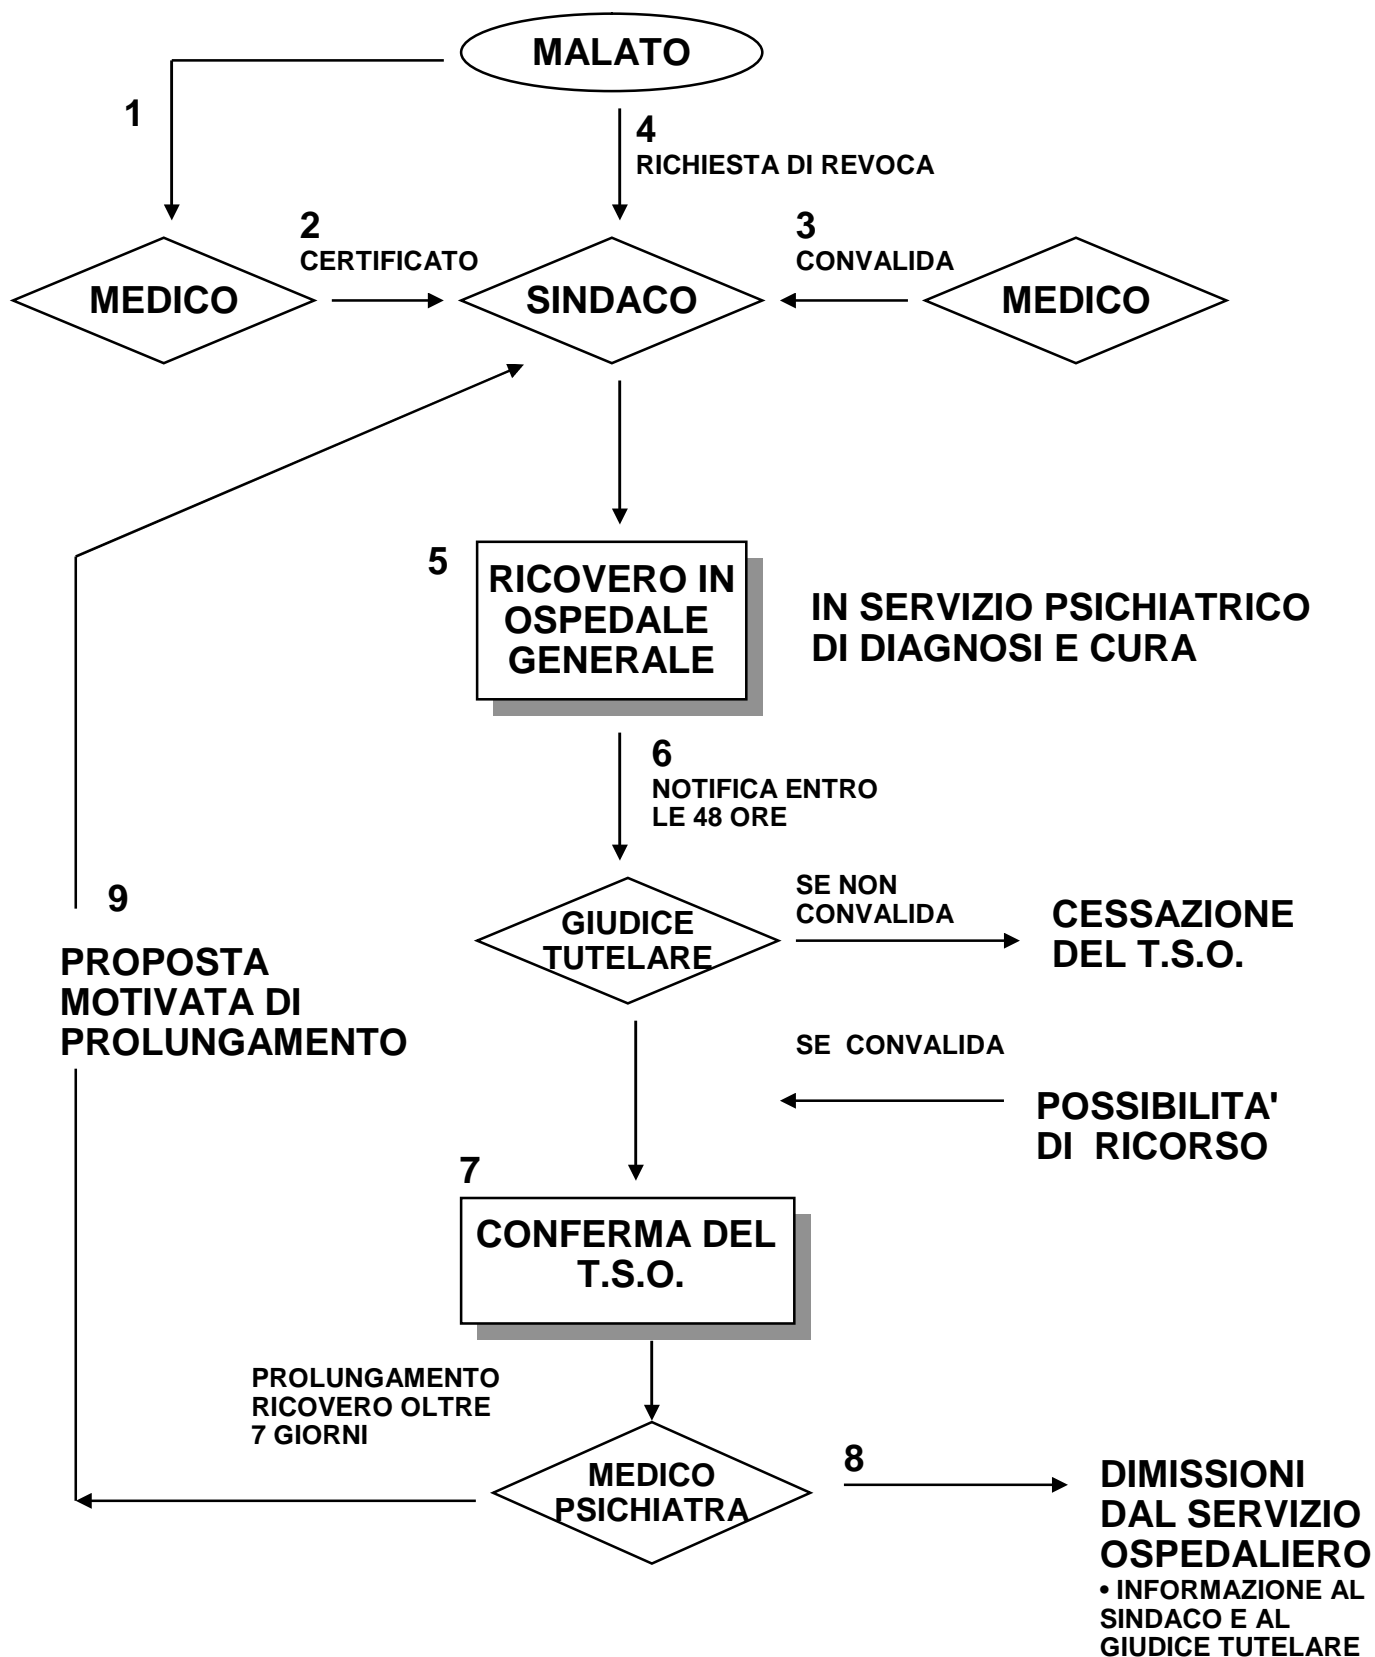 MALATO
1
4
RICHIESTA DI REVOCA
2
CERTIFICATO
3
CONVALIDA
MEDICO
SINDACO
MEDICO
5
RICOVERO IN
OSPEDALE
GENERALE
IN SERVIZIO PSICHIATRICO
DI DIAGNOSI E CURA
6
NOTIFICA ENTRO
LE 48 ORE
9
PROPOSTA
MOTIVATA DI
PROLUNGAMENTO
GIUDICE
TUTELARE
SE NON
CONVALIDA
CESSAZIONE
DEL T.S.O.
SE  CONVALIDA
POSSIBILITA'
DI  RICORSO
7
CONFERMA DEL
T.S.O.
PROLUNGAMENTO
RICOVERO OLTRE
7 GIORNI
MEDICO
PSICHIATRA
8
DIMISSIONI
DAL SERVIZIO
OSPEDALIERO
• INFORMAZIONE AL
SINDACO E AL
GIUDICE TUTELARE